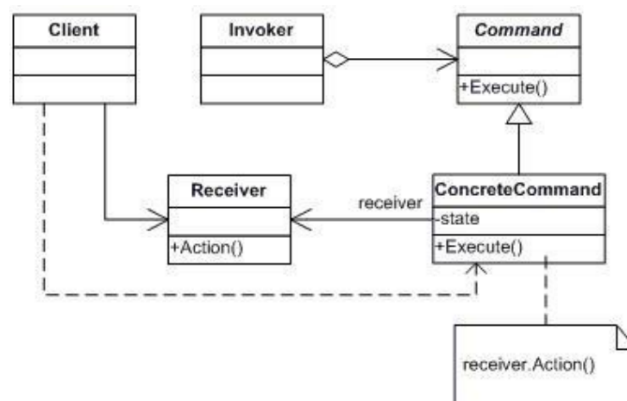 Client
Invoker
Command
+Execute()
Receiver
+Action()
receiver
ConcreteCommand
-state
+Execute()
receiver.Action()